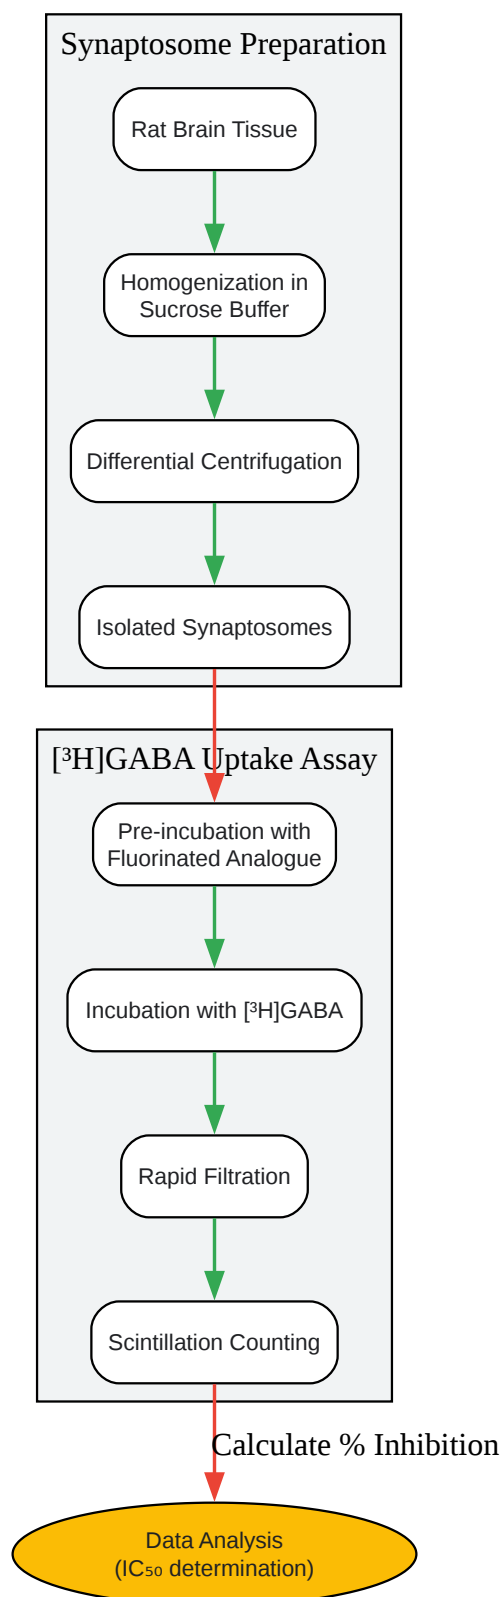 Synaptosome Preparation
Rat Brain Tissue
Homogenization in
Sucrose Buffer
Differential Centrifugation
Isolated Synaptosomes
[³H]GABA Uptake Assay
Pre-incubation with
Fluorinated Analogue
Incubation with [³H]GABA
Rapid Filtration
Scintillation Counting
Calculate % Inhibition
Data Analysis
(IC₅₀ determination)